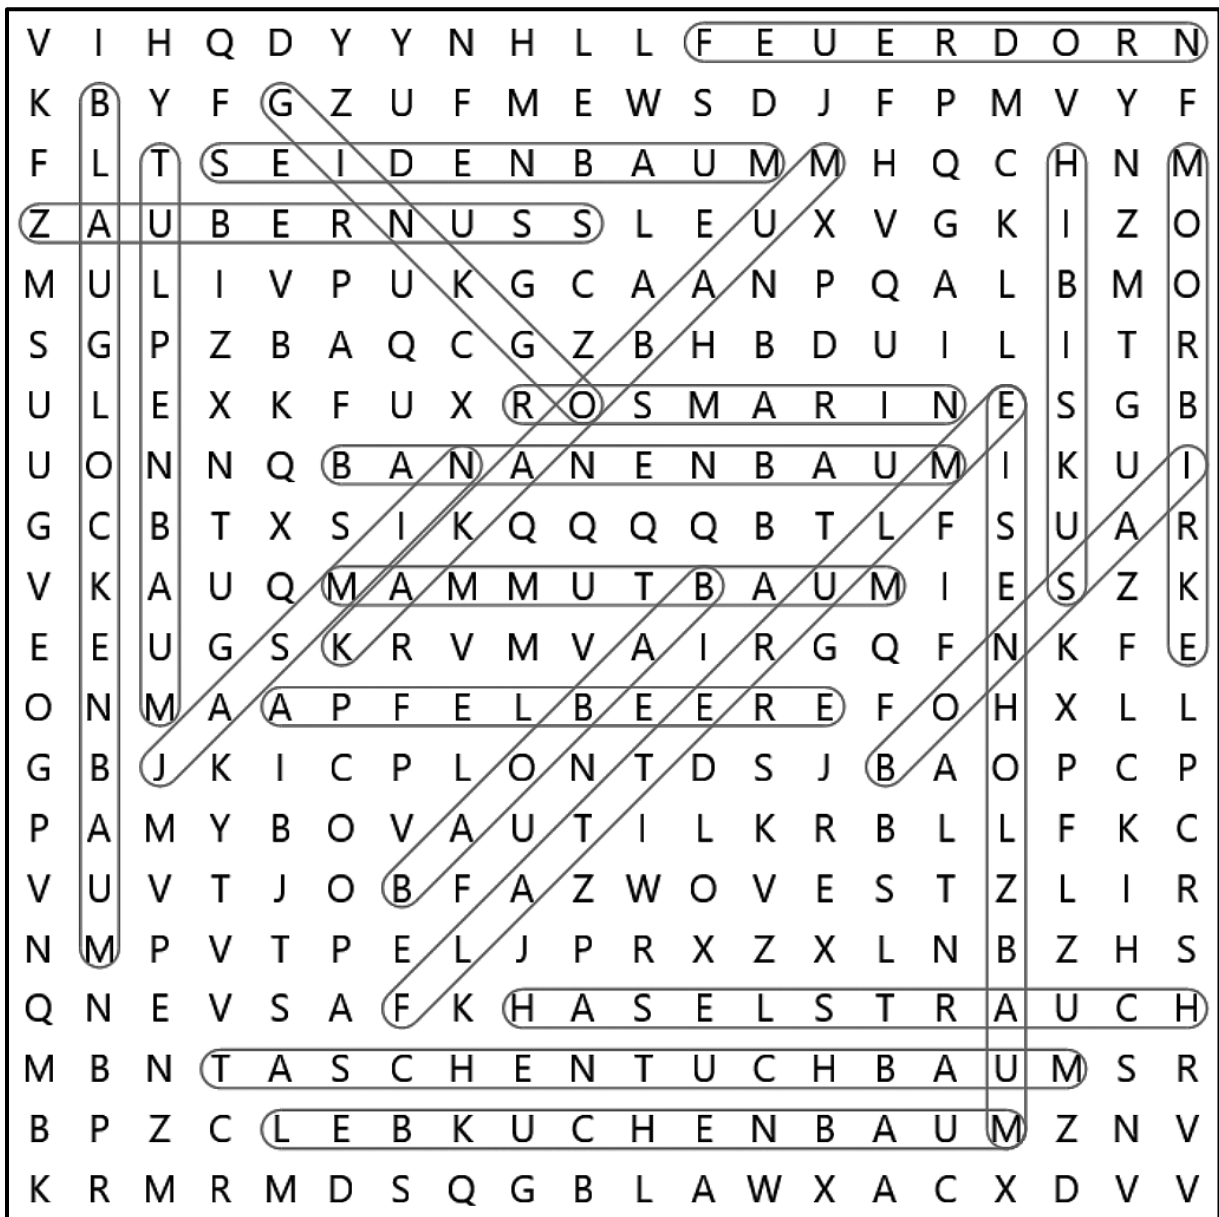 V I H Q D Y Y N H L L F E U E R D O R N
K B Y F G Z U F M E W S D J F P M V Y F
F L T S E I D E N B A U M M H Q C H N M
Z A U B E R N U S S L E U X V G K I Z O
M U L I V P U K G C A A N P Q A L B M O
S G P Z B A Q C G Z B H B D U I L I T R
U L E X K F U X R O S M A R I N E S G B
U O N N Q B A N A N E N B A U M I K U I
G C B T X S I K Q Q Q Q B T L F S U A R
V K A U Q M A M M U T B A U M I E S Z K
E E U G S K R V M V A I R G Q F N K F E
O N M A A P F E L B E E R E F O H X L L
G B J K I C P L O N T D S J B A O P C P
P A M Y B O V A U T I L K R B L L F K C
V U V T J O B F A Z W O V E S T Z L I R
N M P V T P E L J P R X Z X L N B Z H S
Q N E V S A F K H A S E L S T R A U C H
M B N T A S C H E N T U C H B A U M S R
B P Z C L E B K U C H E N B A U M Z N V
K R M R M D S Q G B L A W X A C X D V V